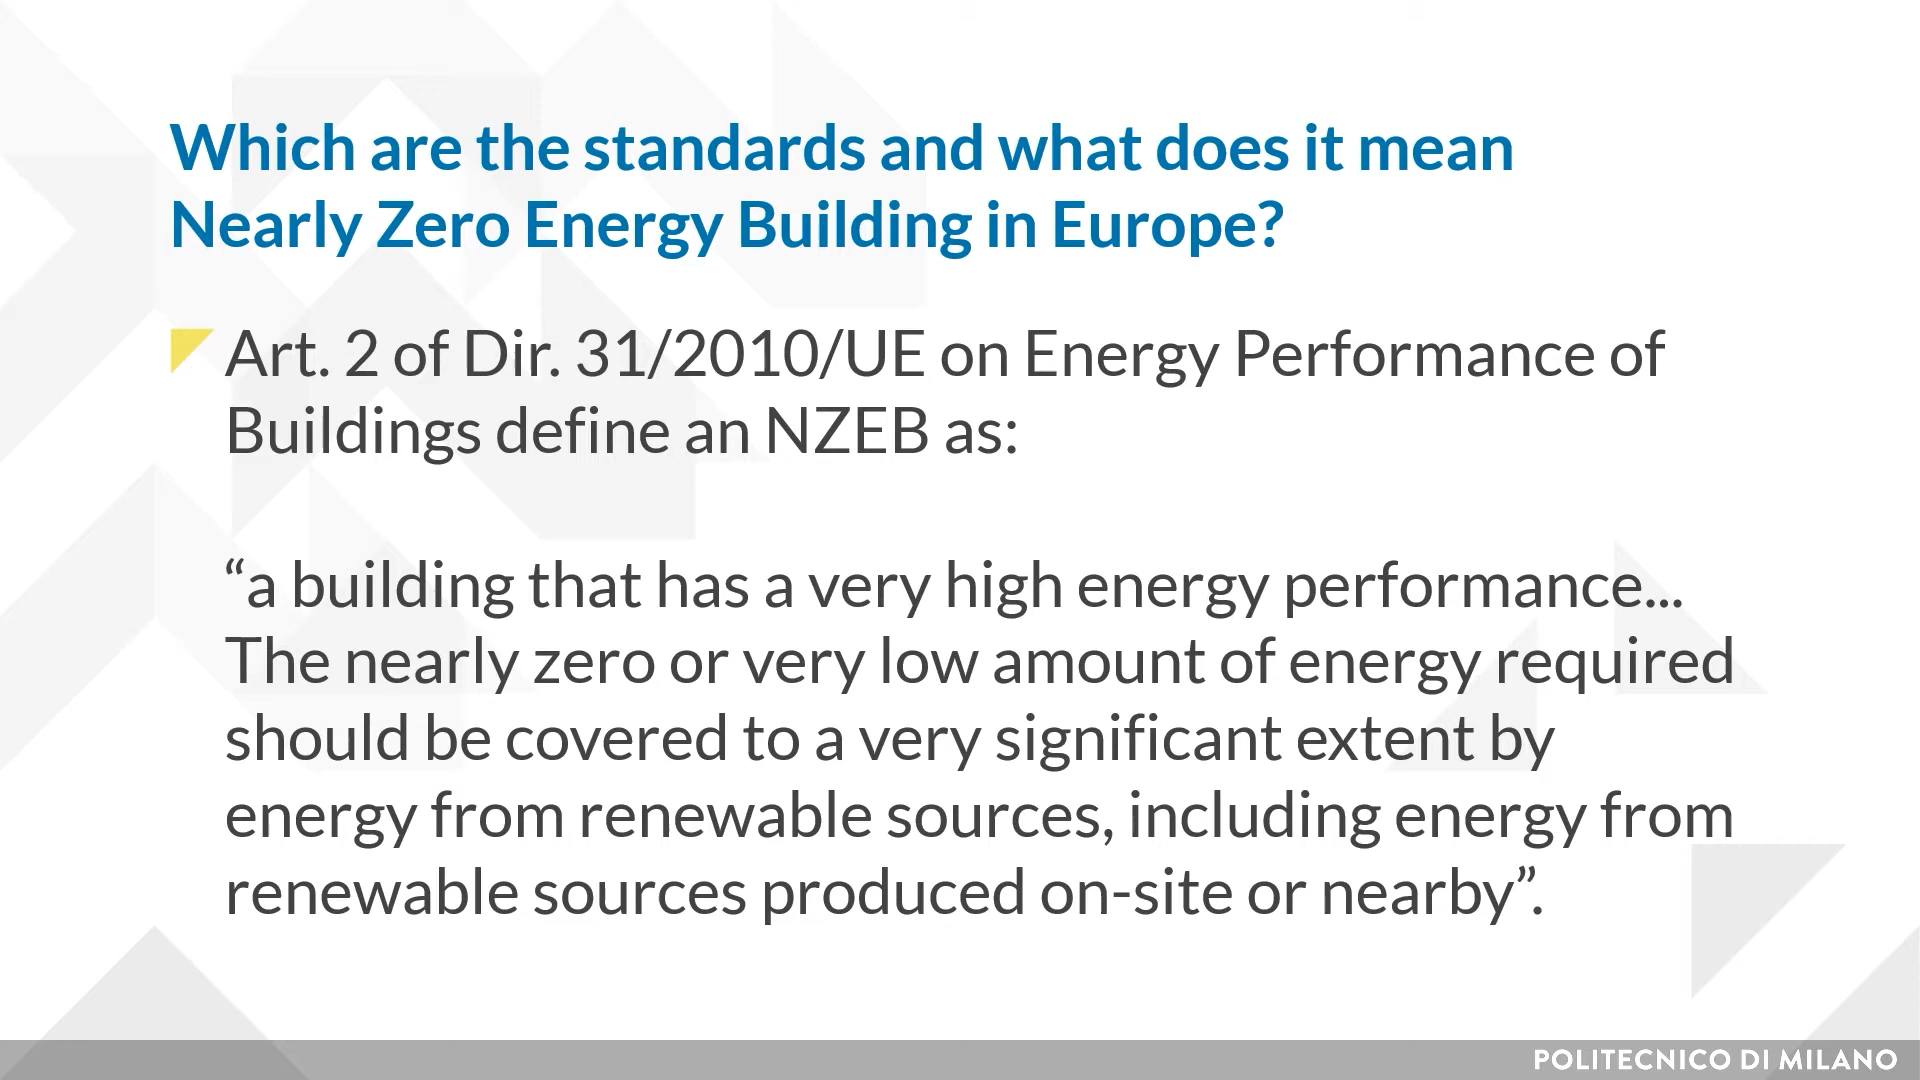 Which are the standards and what does it mean
Nearly Zero Energy Building in Europe?
Art. 2 of Dir. 31/2010/UE on Energy Performance of
Buildings define an NZEB as:
“a building that has a very high energy performance...
The nearly zero or very low amount of energy required
should be covered to a very significant extent by
energy from renewable sources, including energy from
renewable sources produced on-site or nearby”.
POLITECNICO DI MILANO